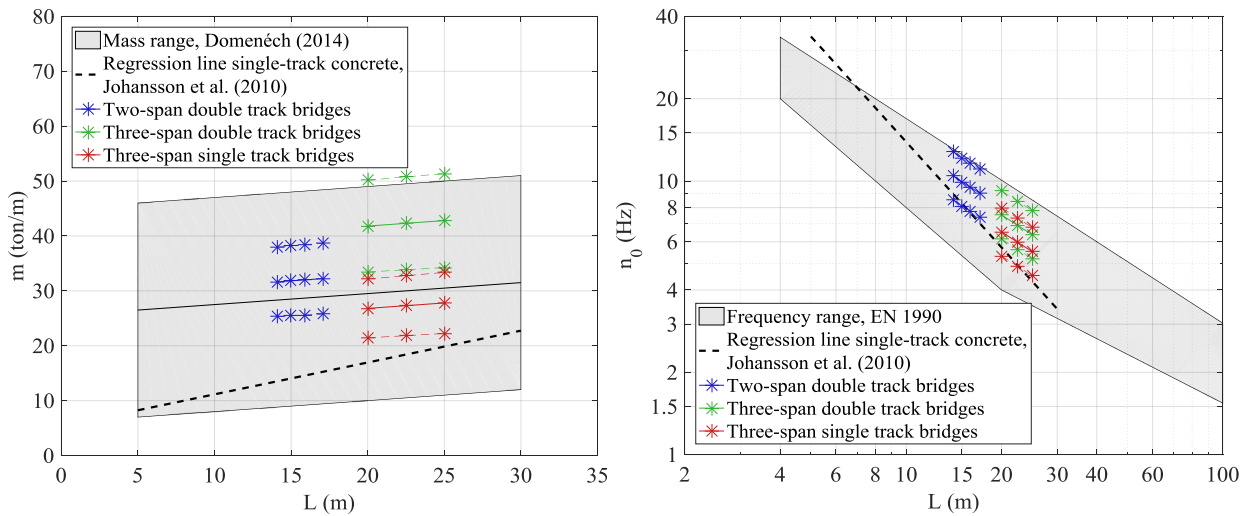 80
70
60
50
40
30
20
10
0
m (ton/m)
Mass range, Domenéch (2014)
Regression line single-track concrete,
Johansson et al. (2010)
Two-span double track bridges
Three-span double track bridges
Three-span single track bridges
0 5 10 15 20 25 30 35
L (m)
40
20
15
10
8
6
4
3
2
1.5
1
n0 (Hz)
Frequency range, EN 1990
Regression line single-track concrete,
Johansson et al. (2010)
Two-span double track bridges
Three-span double track bridges
Three-span single track bridges
2 4 6 8 10 15 20 30 40 60 100
L (m)